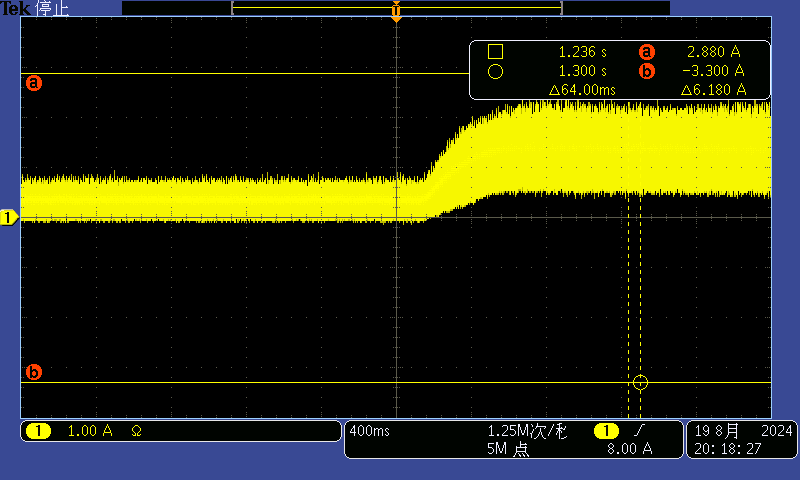 Tek 停止
T
a
1.236 s a 2.880 A
1.300 s b −3.300 A
△64.00ms △6.180 A
1
b
1 1.00 A Ω
400ms 1.25M次/秒 1 8.00 A
5M 点
19 8月 2024
20:18:27